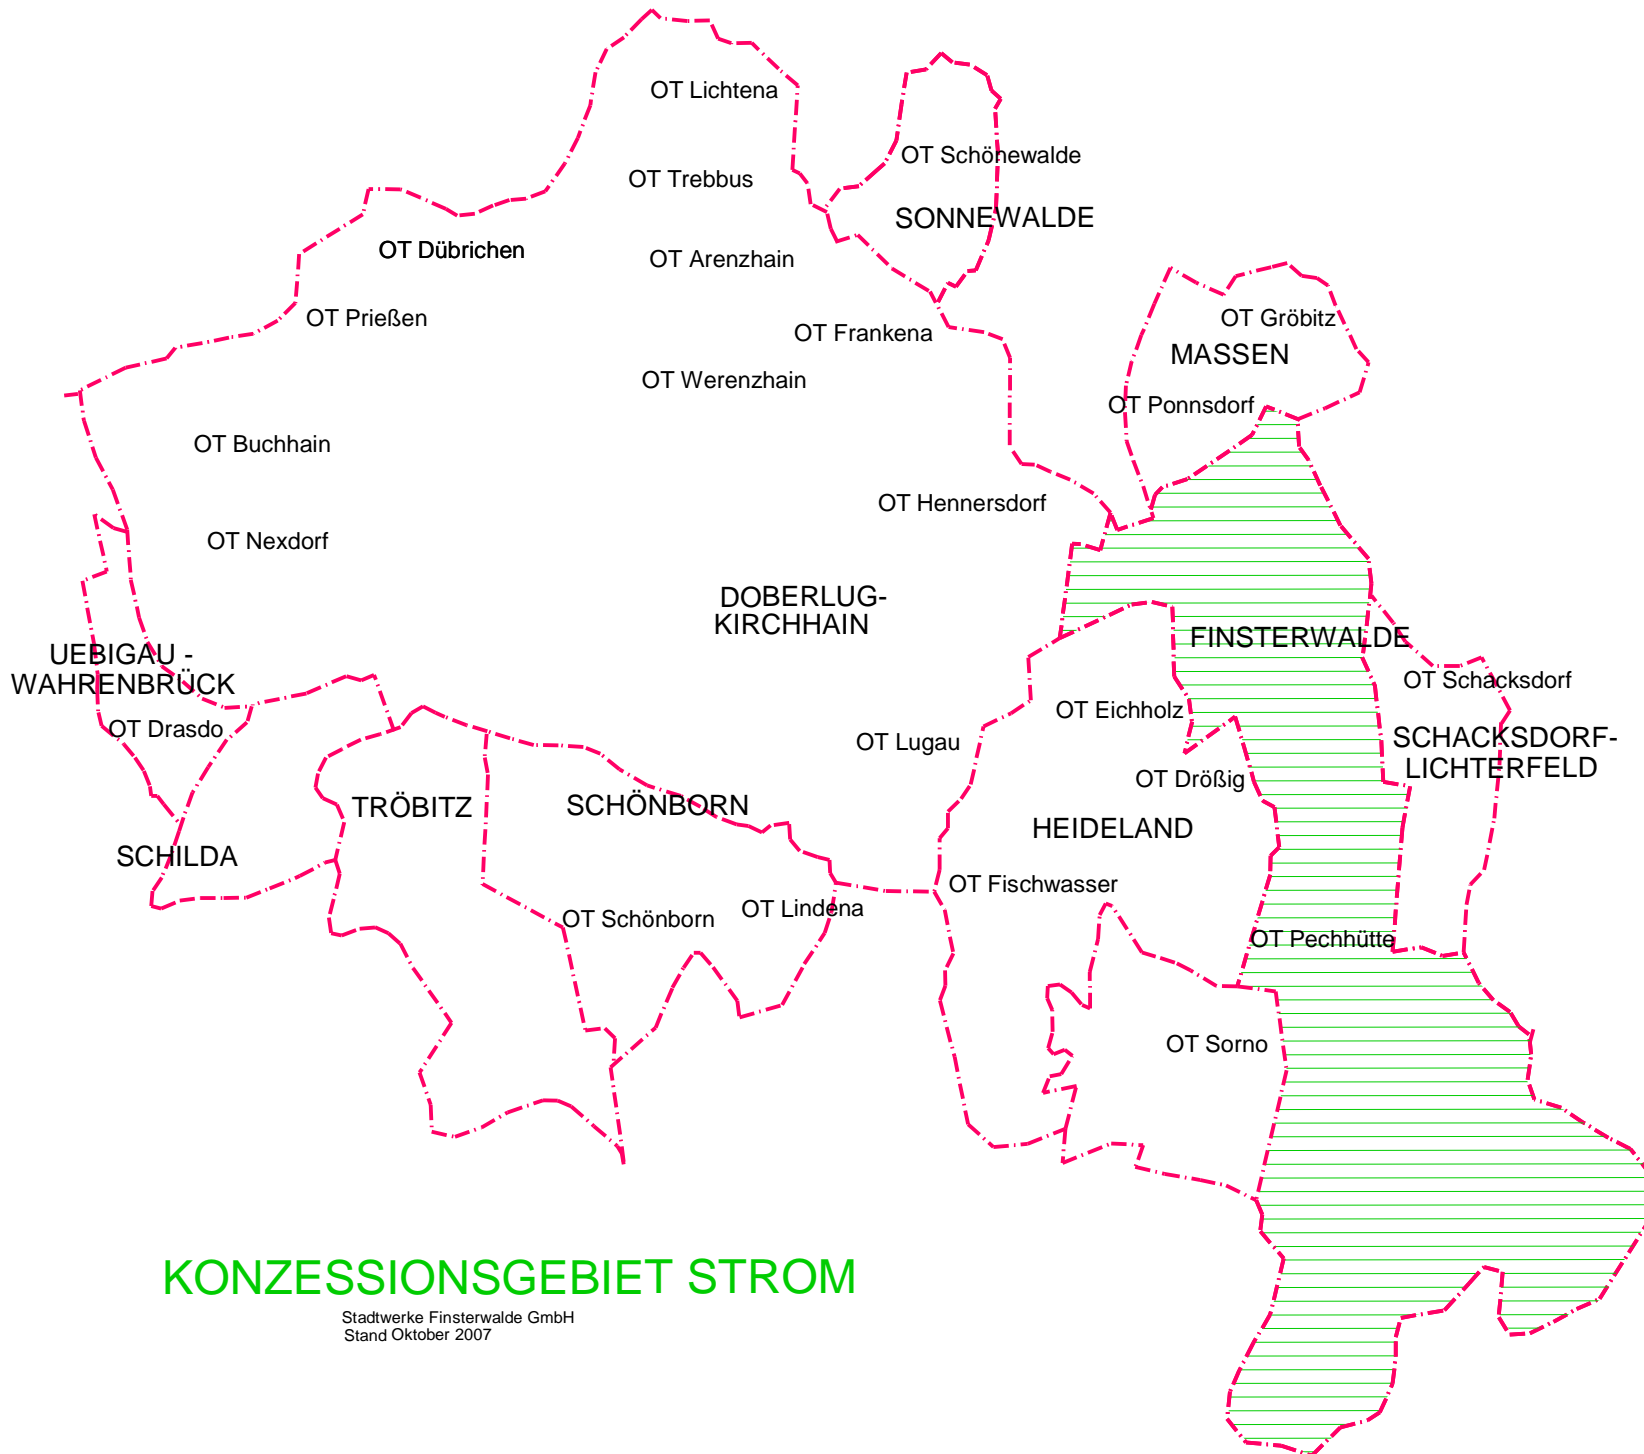 OT Lichtena
OT Schönewalde
OT Trebbus
SONNEWALDE
OT Dübrichen
OT Arenzhain
OT Prießen
OT Gröbitz
OT Frankena
MASSEN
OT Werenzhain
OT Ponnsdorf
OT Buchhain
OT Hennersdorf
OT Nexdorf
DOBERLUG-
KIRCHHAIN
FINSTERWALDE
UEBIGAU -
WAHRENBRÜCK
OT Schacksdorf
OT Eichholz
OT Drasdo
OT Lugau
SCHACKSDORF-
LICHTERFELD
OT Drößig
TRÖBITZ
SCHÖNBORN
HEIDELAND
SCHILDA
OT Fischwasser
OT Schönborn
OT Lindena
OT Pechhütte
OT Sorno
KONZESSIONSGEBIET STROM
Stadtwerke Finsterwalde GmbH
Stand Oktober 2007